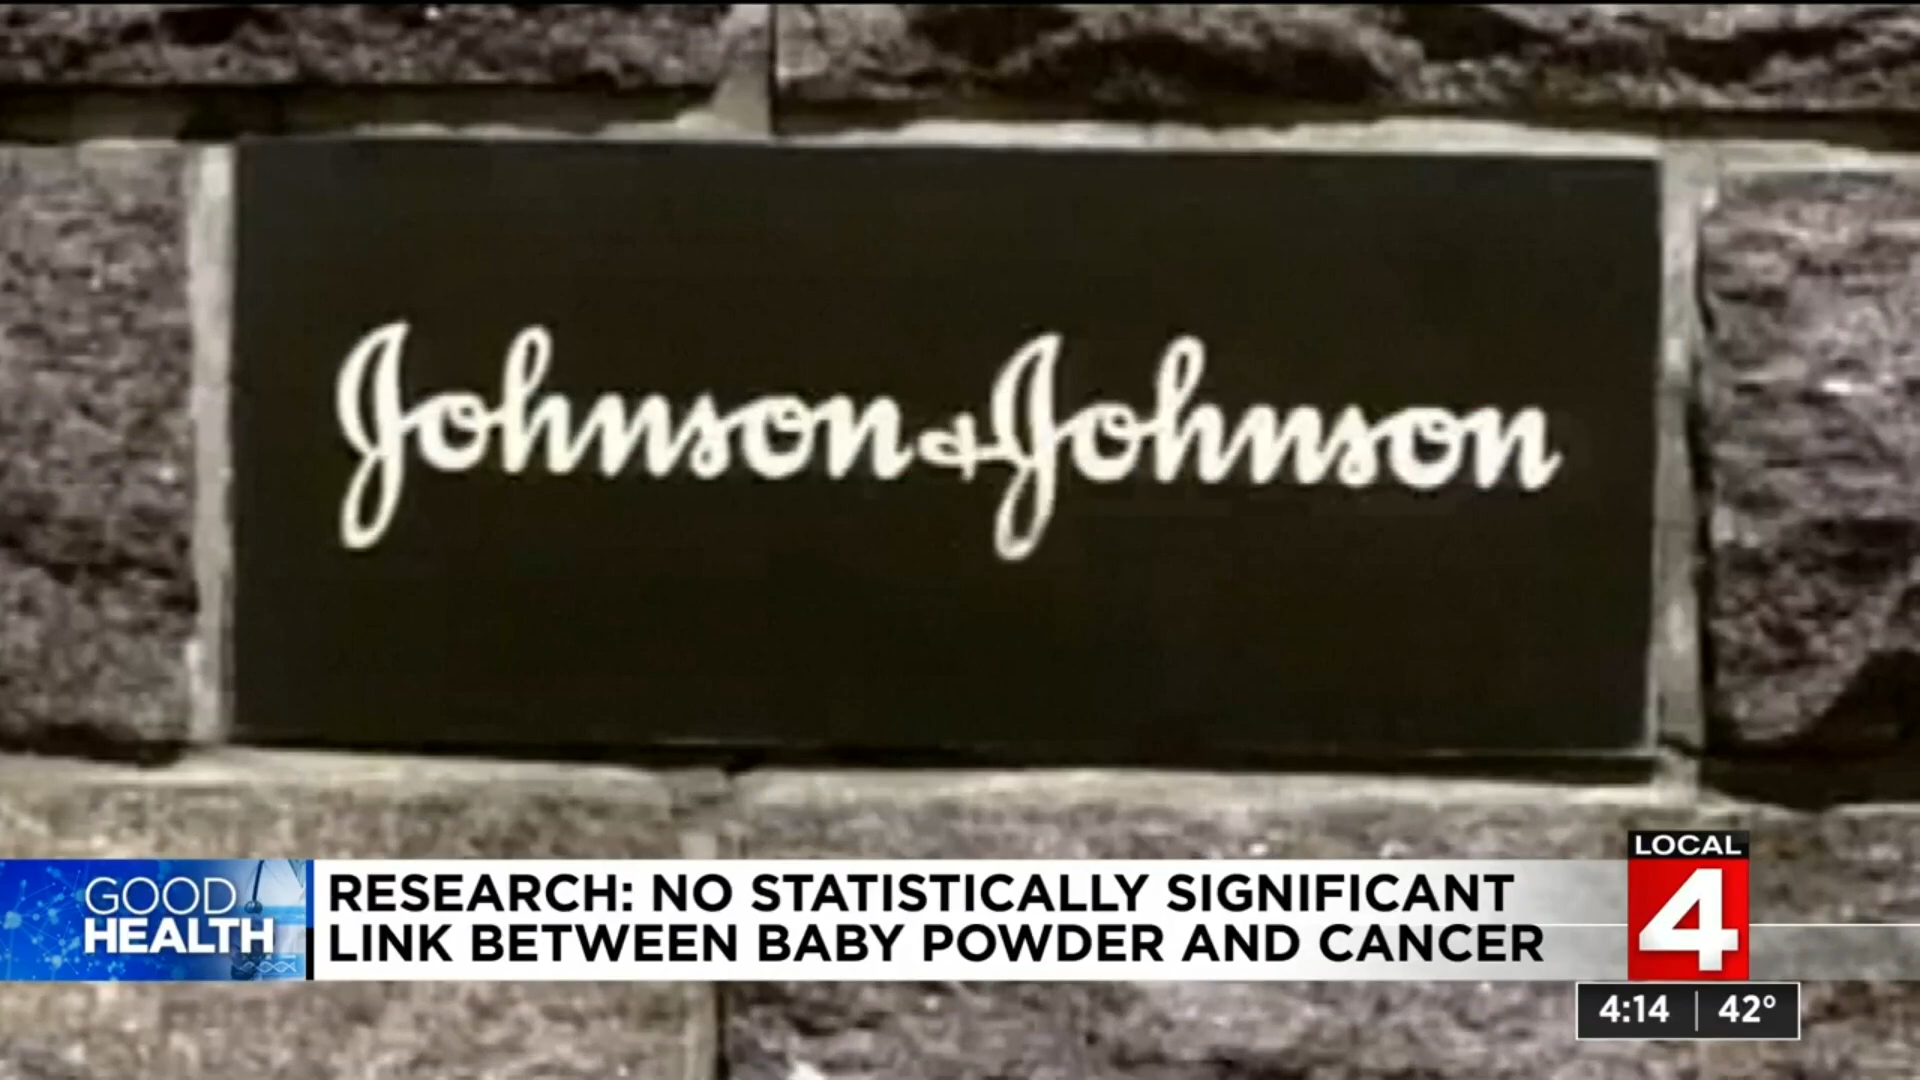 Johnson & Johnson
LOCAL
4
GOOD
HEALTH
RESEARCH: NO STATISTICALLY SIGNIFICANT
LINK BETWEEN BABY POWDER AND CANCER
4:14 | 42°